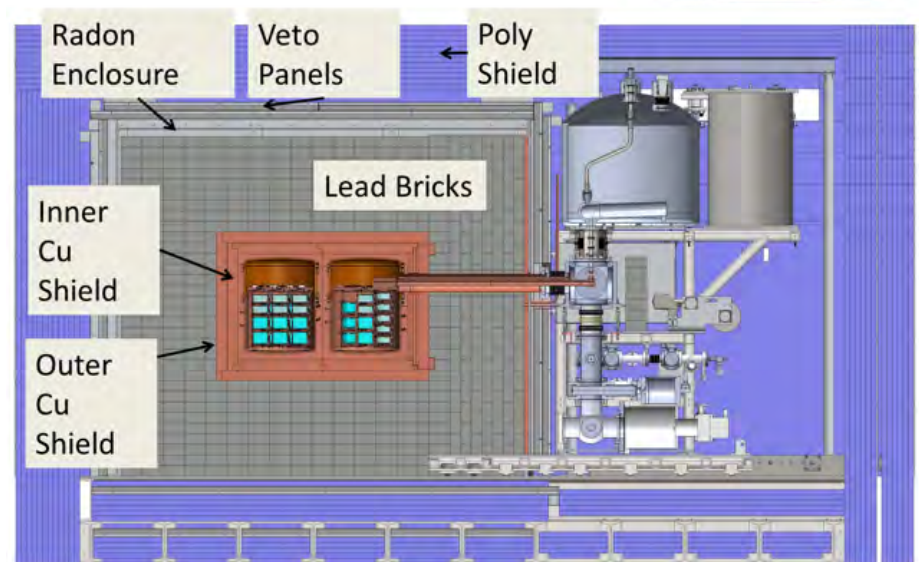 Radon
Enclosure
Veto
Panels
Poly
Shield
Lead Bricks
Inner
Cu
Shield
Outer
Cu
Shield